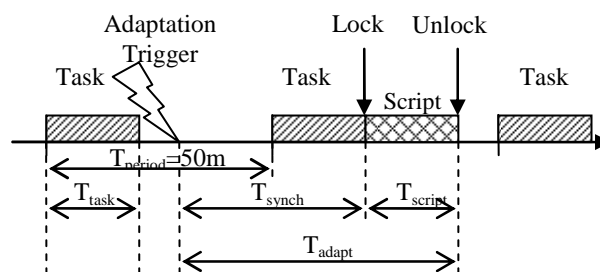 Adaptation
Trigger
Lock
Unlock
Task
Task
Script
Task
Tperiod=50m
Ttask
Tsynch
Tscript
Tadapt